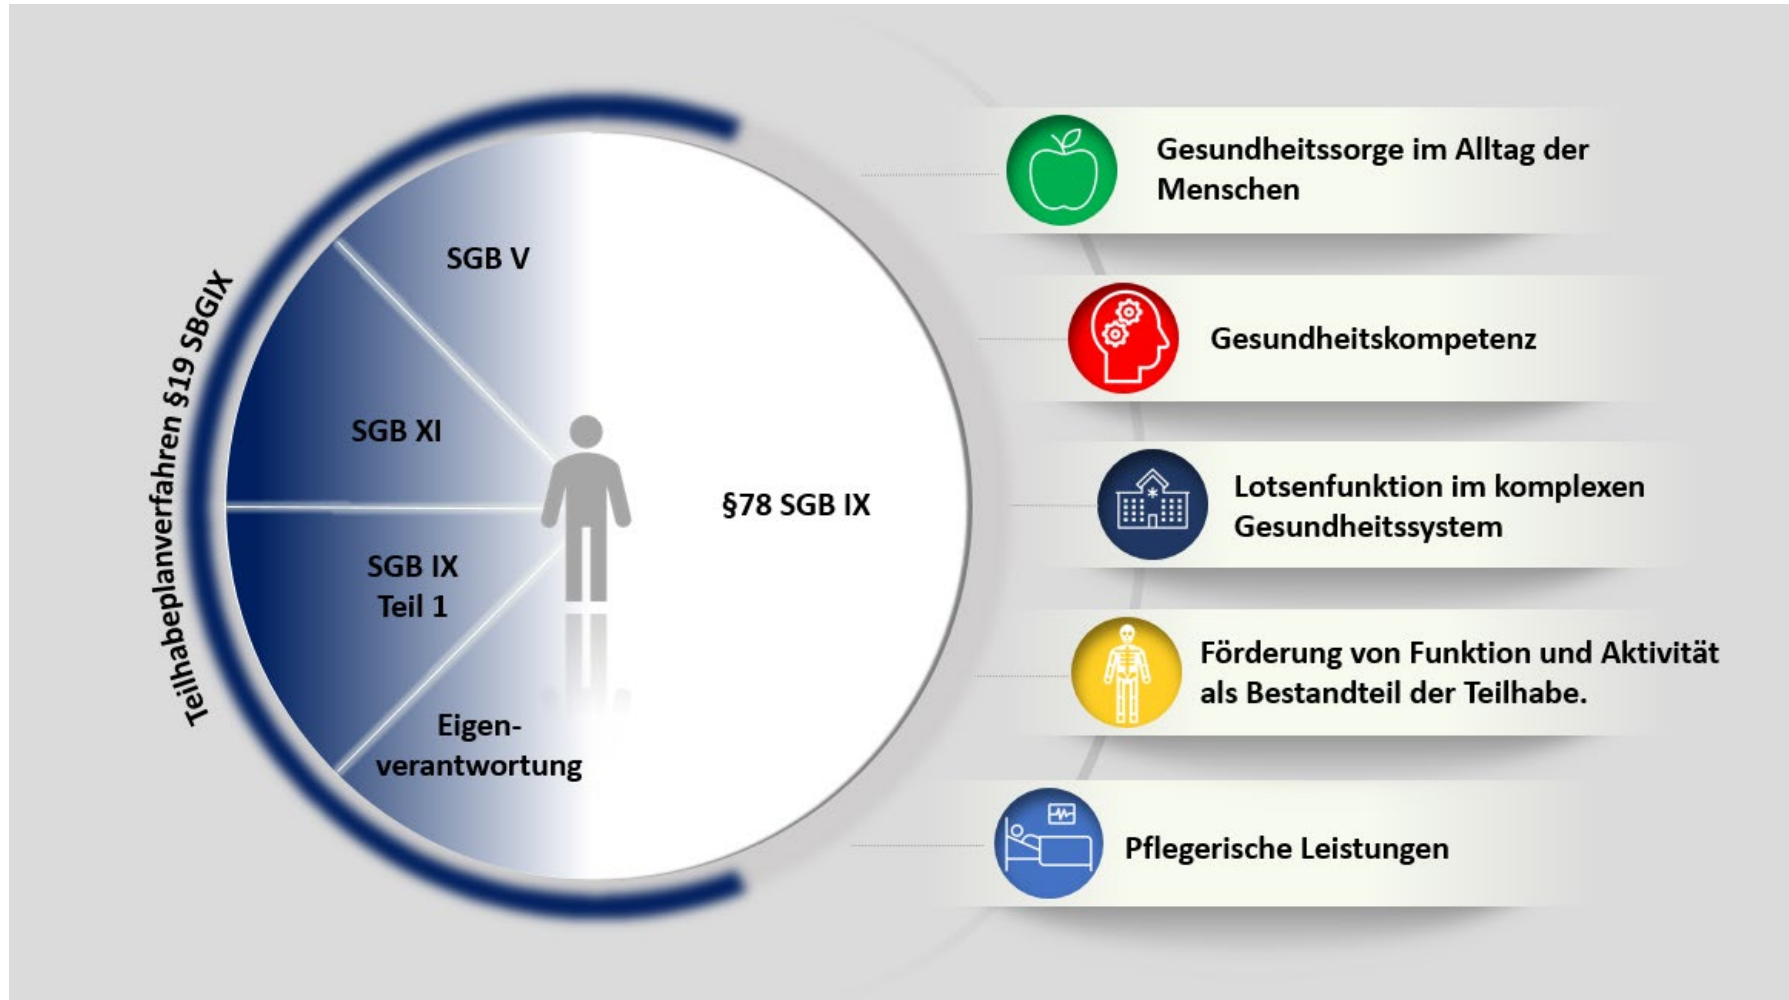 Teilhabeplanverfahren §19 SBGIX
SGB V
SGB XI
SGB IX
Teil 1
Eigen-
verantwortung
§78 SGB IX
Gesundheitssorge im Alltag der
Menschen
Gesundheitskompetenz
Lotsenfunktion im komplexen
Gesundheitssystem
Förderung von Funktion und Aktivität
als Bestandteil der Teilhabe.
Pflegerische Leistungen